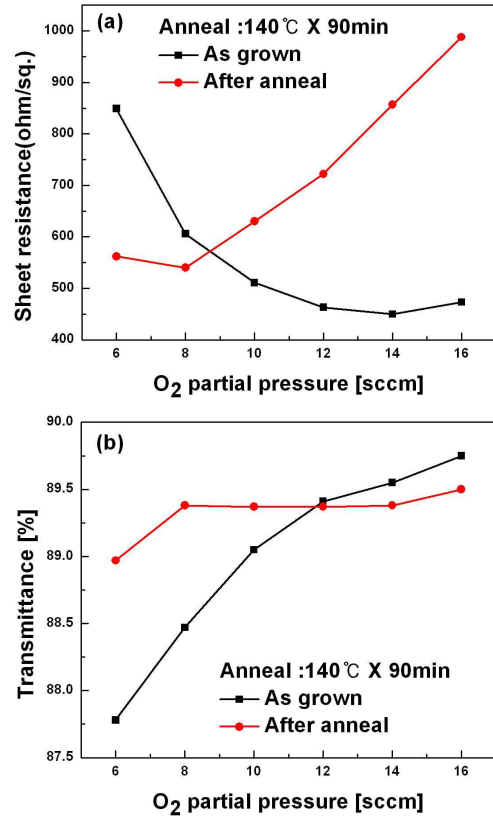 (a)
Anneal :140℃ X 90min
As grown
After anneal
1000
900
800
700
600
500
400
Sheet resistance(ohm/sq.)
6 8 10 12 14 16
O2 partial pressure [sccm]
(b)
90.0
89.5
89.0
88.5
88.0
87.5
Transmittance [%]
Anneal :140℃ X 90min
As grown
After anneal
6 8 10 12 14 16
O2 partial pressure [sccm]